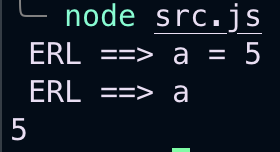 node src.js
ERL ==> a = 5
ERL ==> a
5